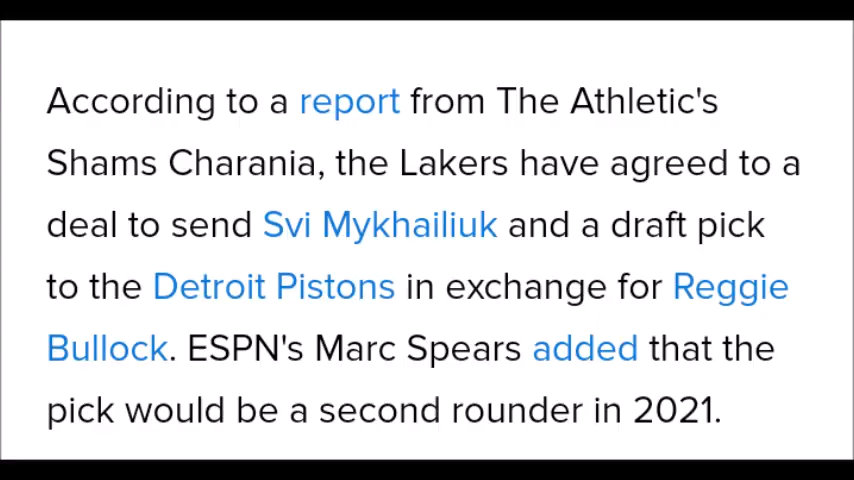 According to a report from The Athletic's
Shams Charania, the Lakers have agreed to a
deal to send Svi Mykhailiuk and a draft pick
to the Detroit Pistons in exchange for Reggie
Bullock. ESPN's Marc Spears added that the
pick would be a second rounder in 2021.